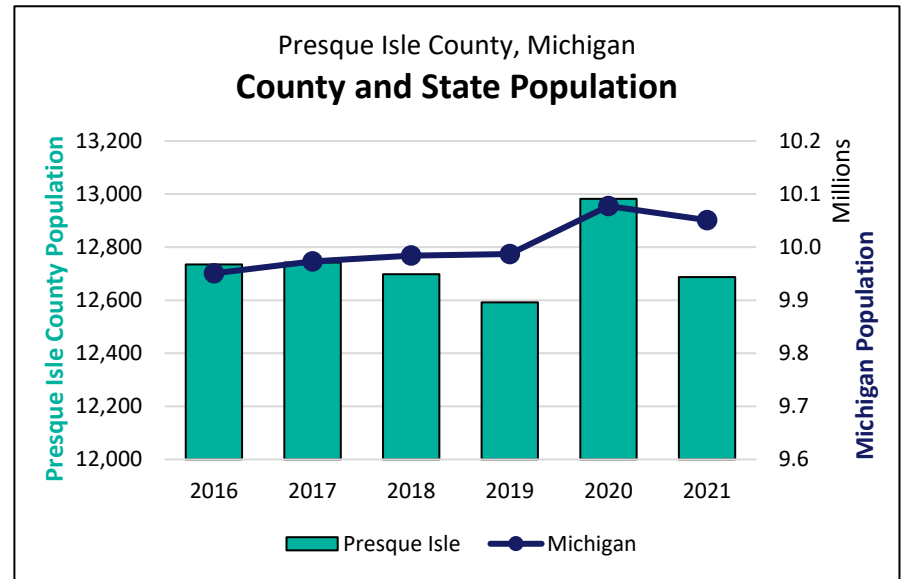 Presque Isle County, Michigan
County and State Population
Presque Isle County Population
13,200
13,000
12,800
12,600
12,400
12,200
12,000
10.2
10.1
10.0
9.9
9.8
9.7
9.6
Millions
Michigan Population
2016 2017 2018 2019 2020 2021
Presque Isle Michigan